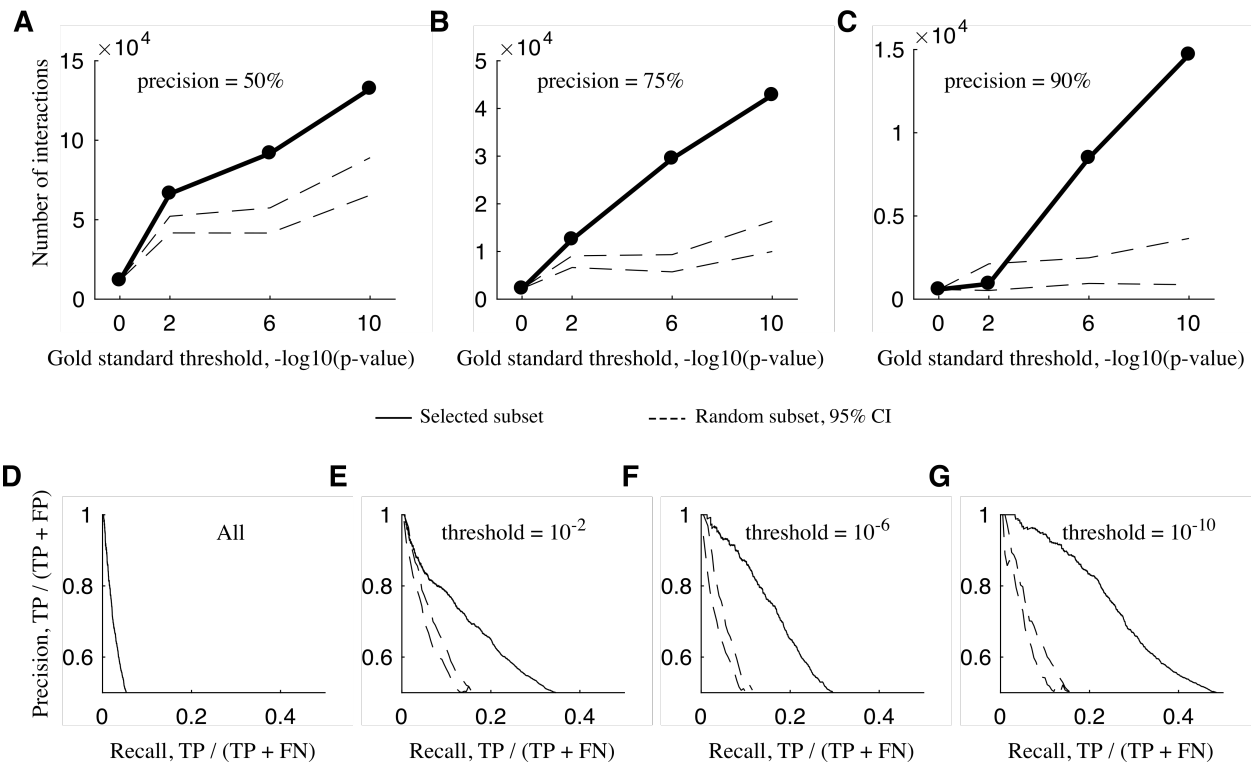 A
×10⁴
precision = 50%
15
10
5
0
0 2 6 10
Number of interactions
Gold standard threshold, -log10(p-value)
B
×10⁴
precision = 75%
5
4
3
2
1
0
0 2 6 10
Gold standard threshold, -log10(p-value)
C
×10⁴
precision = 90%
1.5
1
0.5
0
0 2 6 10
Gold standard threshold, -log10(p-value)
Selected subset
Random subset, 95% CI
D
All
1
0.8
0.6
0 0.2 0.4
Precision, TP / (TP + FP)
Recall, TP / (TP + FN)
E
threshold = 10⁻²
1
0.8
0.6
0 0.2 0.4
Recall, TP / (TP + FN)
F
threshold = 10⁻⁶
1
0.8
0.6
0 0.2 0.4
Recall, TP / (TP + FN)
G
threshold = 10⁻¹⁰
1
0.8
0.6
0 0.2 0.4
Recall, TP / (TP + FN)